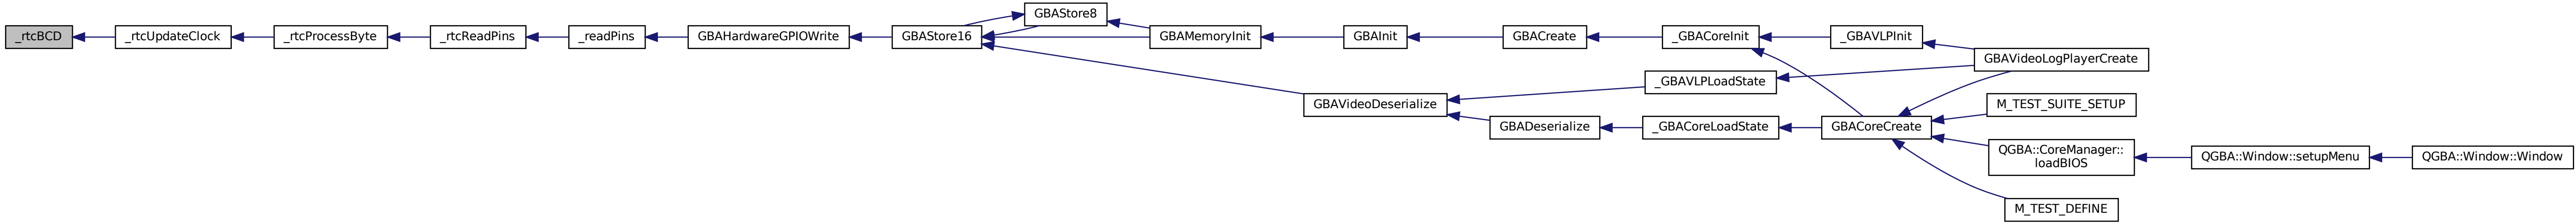 _rtcBCD
_rtcUpdateClock
_rtcProcessByte
_rtcReadPins
_readPins
GBAHardwareGPIOWrite
GBAStore16
GBAStore8
GBAMemoryInit
GBAInit
GBACreate
_GBACoreInit
_GBAVLPInit
GBAVideoLogPlayerCreate
_GBAVLPLoadState
GBAVideoDeserialize
GBADeserialize
_GBACoreLoadState
GBACoreCreate
M_TEST_SUITE_SETUP
QGBA::CoreManager::
loadBIOS
QGBA::Window::setupMenu
QGBA::Window::Window
M_TEST_DEFINE